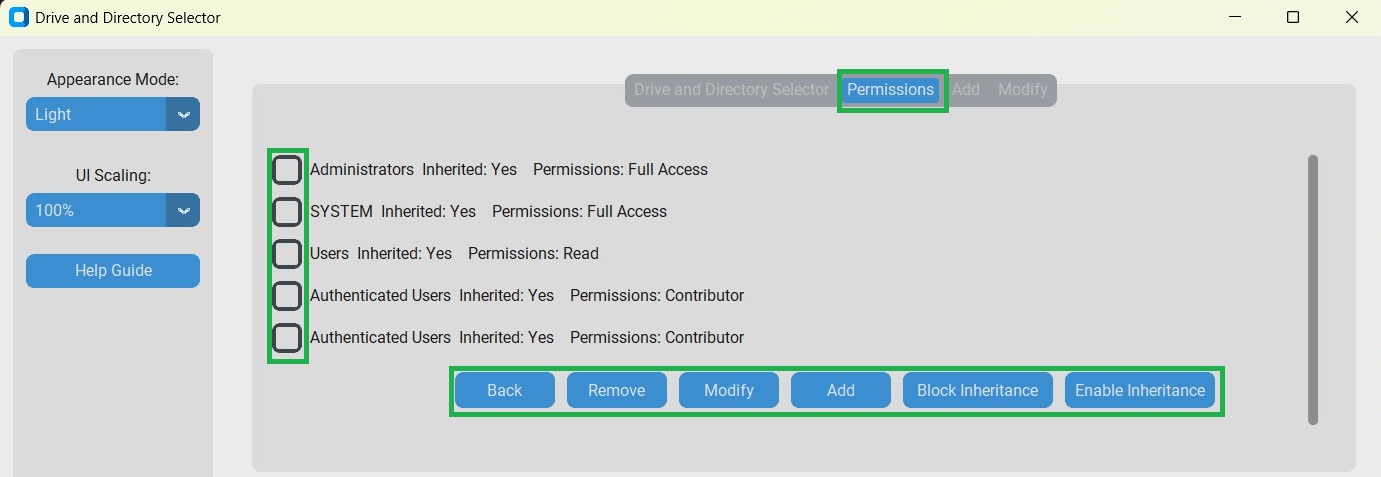 Drive and Directory Selector
Appearance Mode:
Light
UI Scaling:
100%
Help Guide
Drive and Directory Selector Permissions Add Modify
Administrators Inherited: Yes Permissions: Full Access
SYSTEM Inherited: Yes Permissions: Full Access
Users Inherited: Yes Permissions: Read
Authenticated Users Inherited: Yes Permissions: Contributor
Authenticated Users Inherited: Yes Permissions: Contributor
Back Remove Modify Add Block Inheritance Enable Inheritance